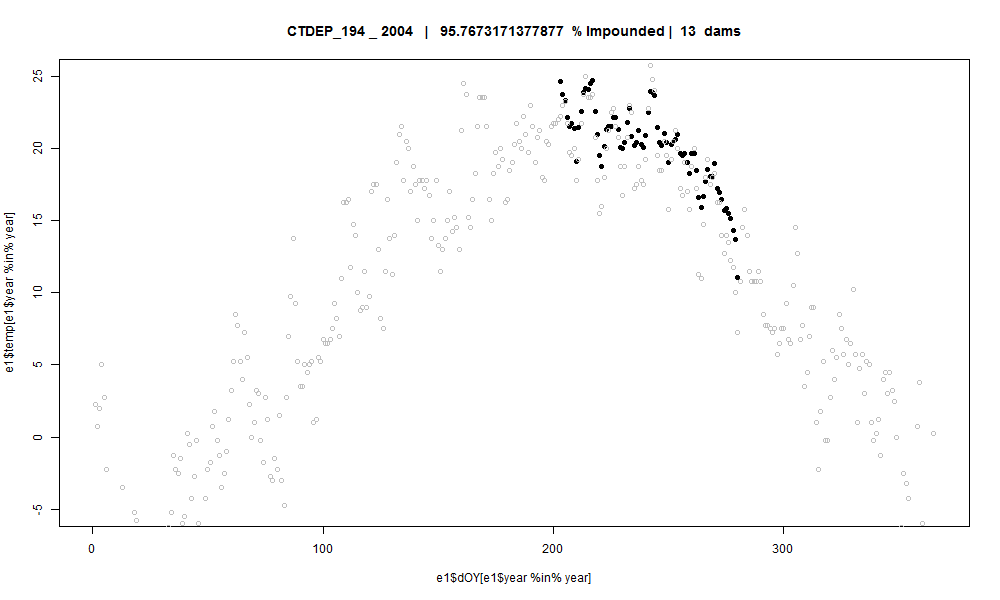 CTDEP_194 _ 2004 | 95.7673171377877 % Impounded | 13 dams
25
20
15
10
5
0
-5
e1$temp[e1$year %in% year]
0 100 200 300
e1$dOY[e1$year %in% year]